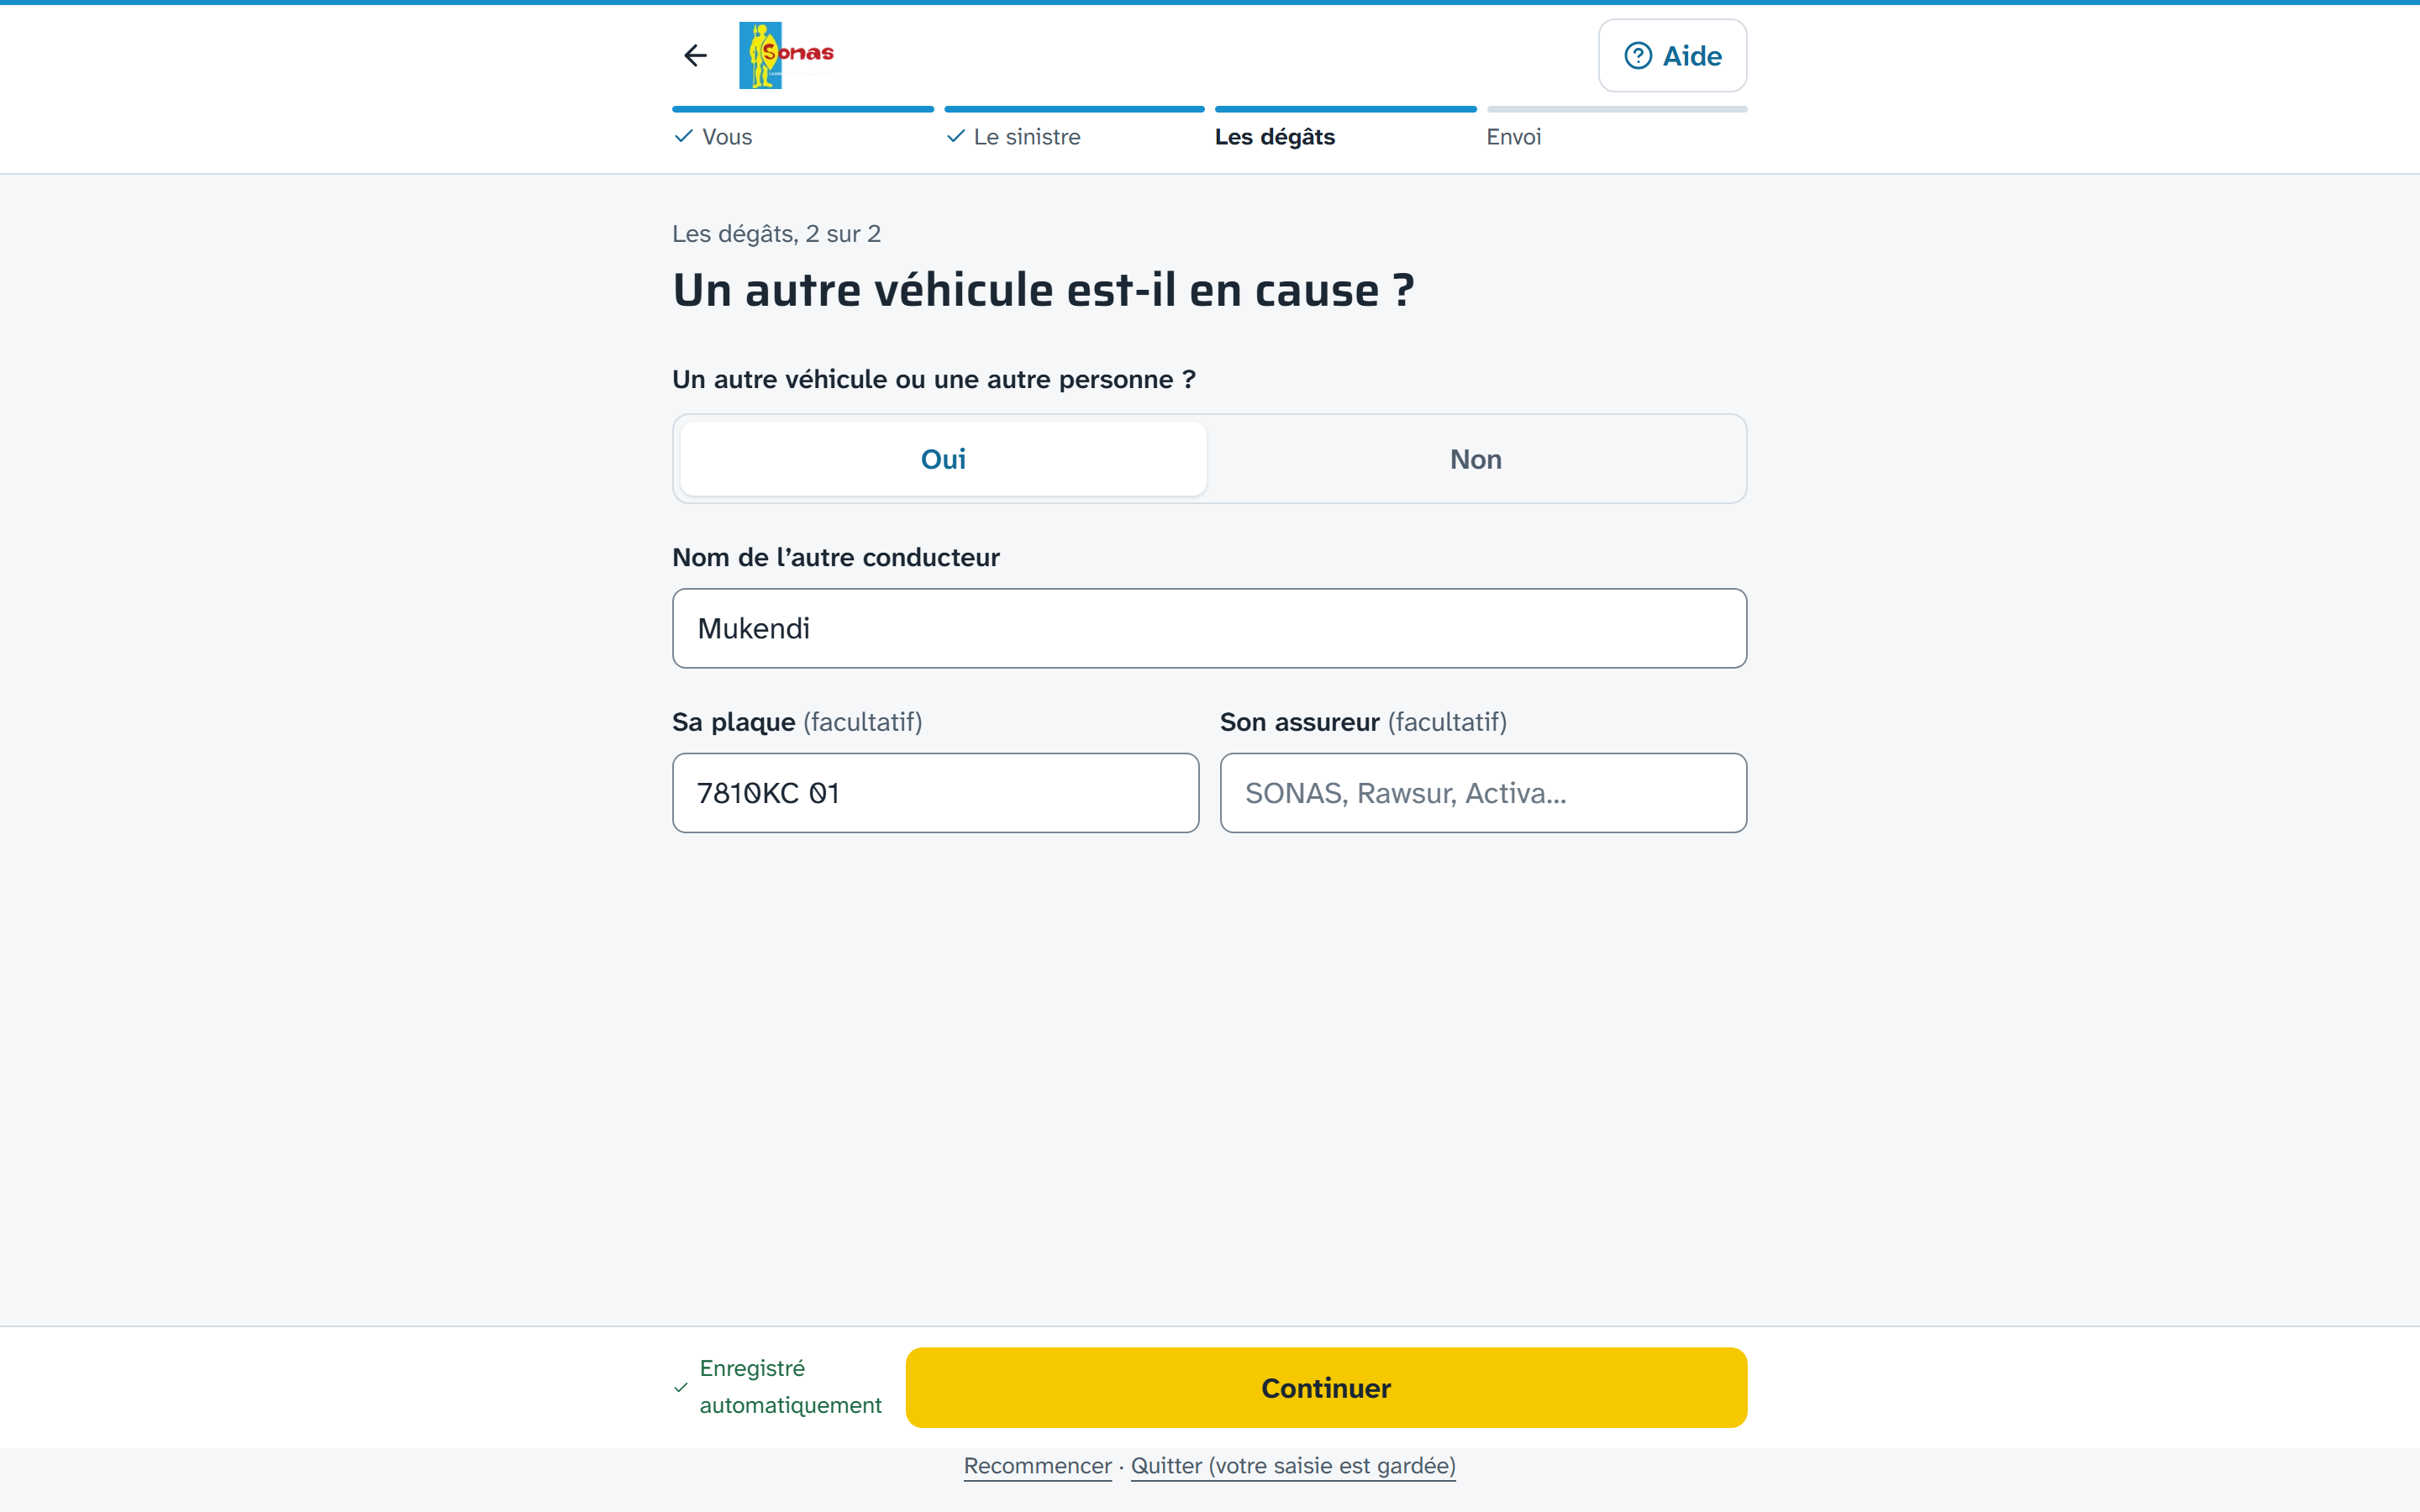 Sonas
Aide
Vous
Le sinistre
Les dégâts
Envoi
Les dégâts, 2 sur 2
Un autre véhicule est-il en cause ?
Un autre véhicule ou une autre personne ?
Oui
Non
Nom de l’autre conducteur
Mukendi
Sa plaque (facultatif)
Son assureur (facultatif)
7810KC 01
SONAS, Rawsur, Activa...
Enregistré
automatiquement
Continuer
Recommencer · Quitter (votre saisie est gardée)